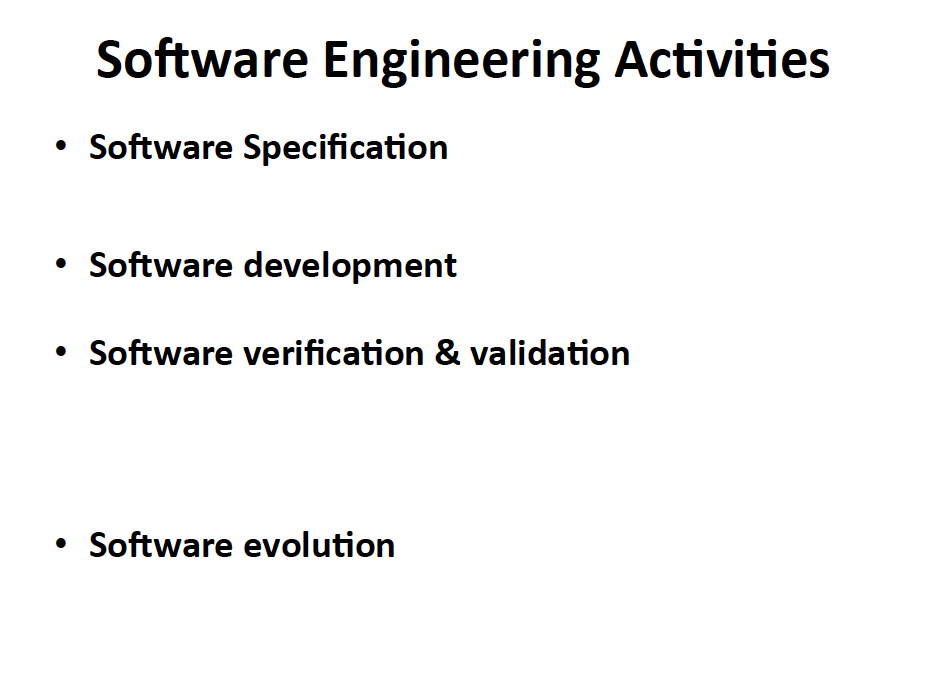 Software Engineering Activities
• Software Specification
• Software development
• Software verification & validation
• Software evolution